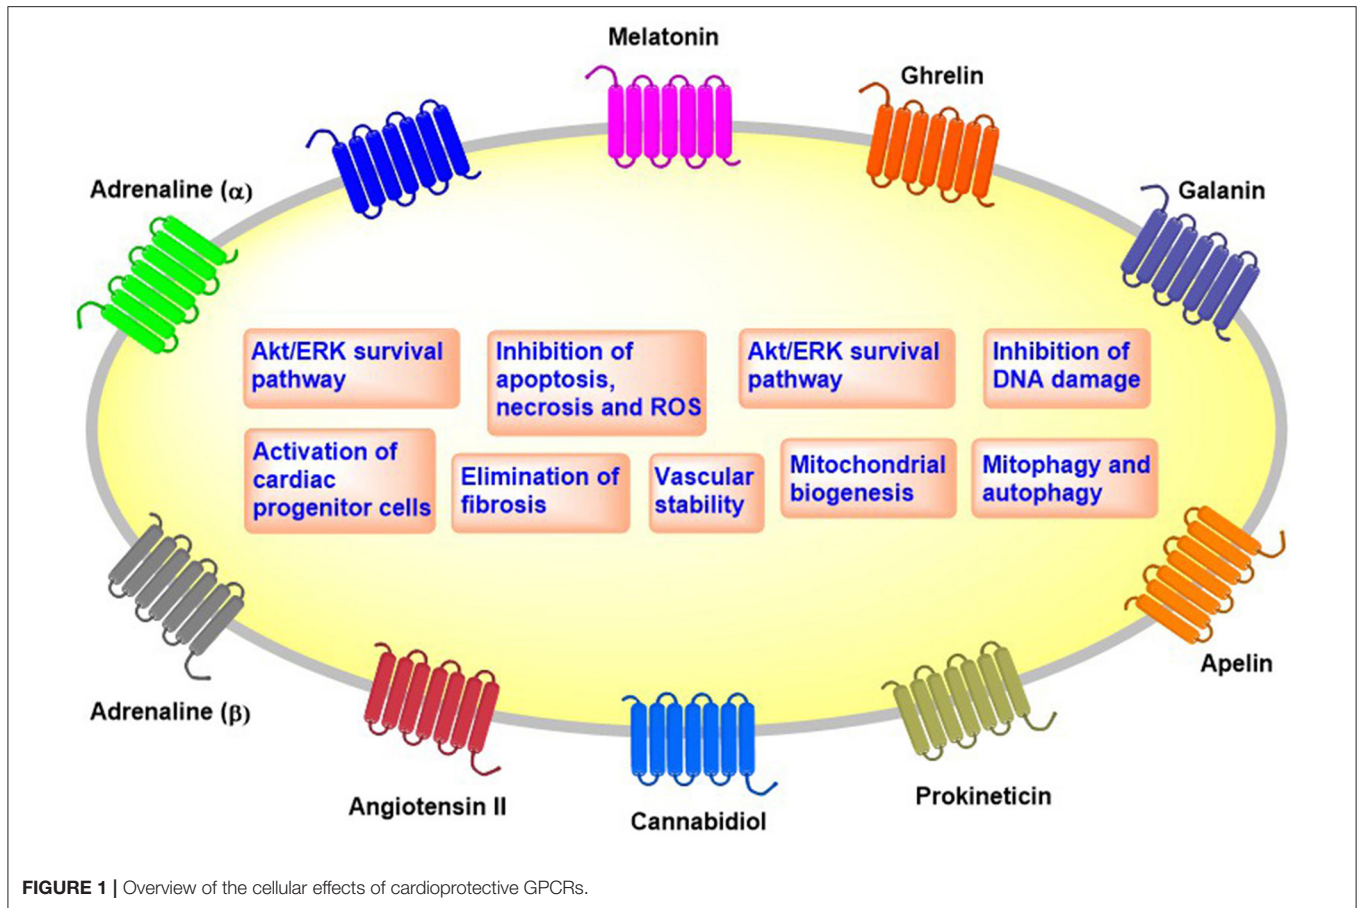 Melatonin
Ghrelin
Adrenaline (α)
Galanin
Akt/ERK survival
pathway
Inhibition of
apoptosis,
necrosis and ROS
Akt/ERK survival
pathway
Inhibition of
DNA damage
Activation of
cardiac
progenitor cells
Elimination of
fibrosis
Vascular
stability
Mitochondrial
biogenesis
Mitophagy and
autophagy
Adrenaline (β)
Angiotensin II
Cannabidiol
Prokineticin
Apelin
FIGURE 1 | Overview of the cellular effects of cardioprotective GPCRs.